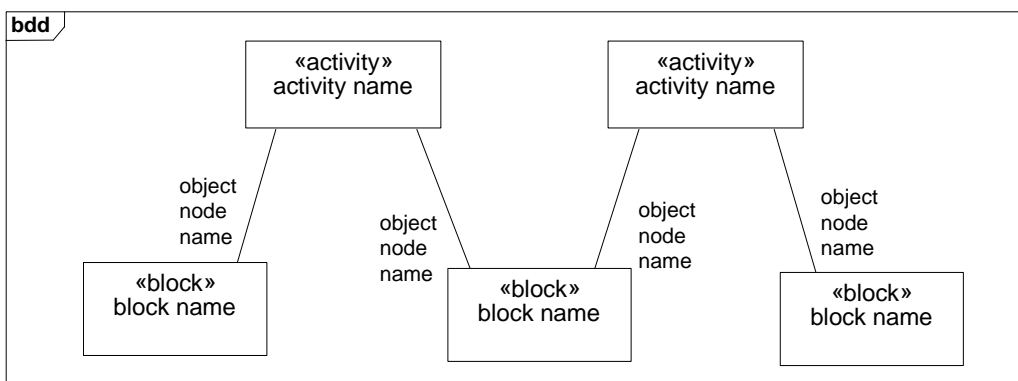 bdd
«activity»
activity name
«activity»
activity name
object
node
name
object
node
name
object
node
name
object
node
name
«block»
block name
«block»
block name
«block»
block name